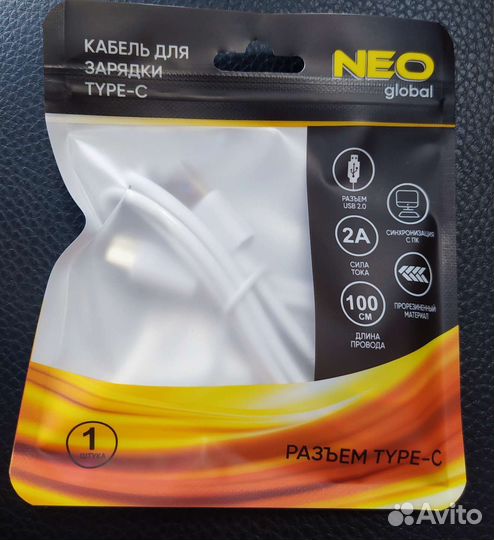 КАБЕЛЬ ДЛЯ
ЗАРЯДКИ
TYPE-C
NEO
global
РАЗЪЕМ
USB 2.0
СИНХРОНИЗАЦИЯ
С ПК
2А
СИЛА
ТОКА
ПРОРЕЗИНЕННЫЙ
МАТЕРИАЛ
100
СМ
ДЛИНА
ПРОВОДА
1
ШТУКА
РАЗЪЕМ TYPE-C
Avito